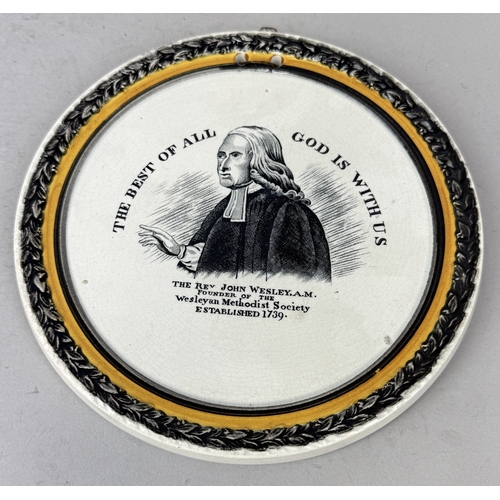 THE BEST OF ALL GOD IS WITH US
THE REV JOHN WESLEY, A.M.
FOUNDER OF THE
Wesleyan Methodist Society
ESTABLISHED 1739.